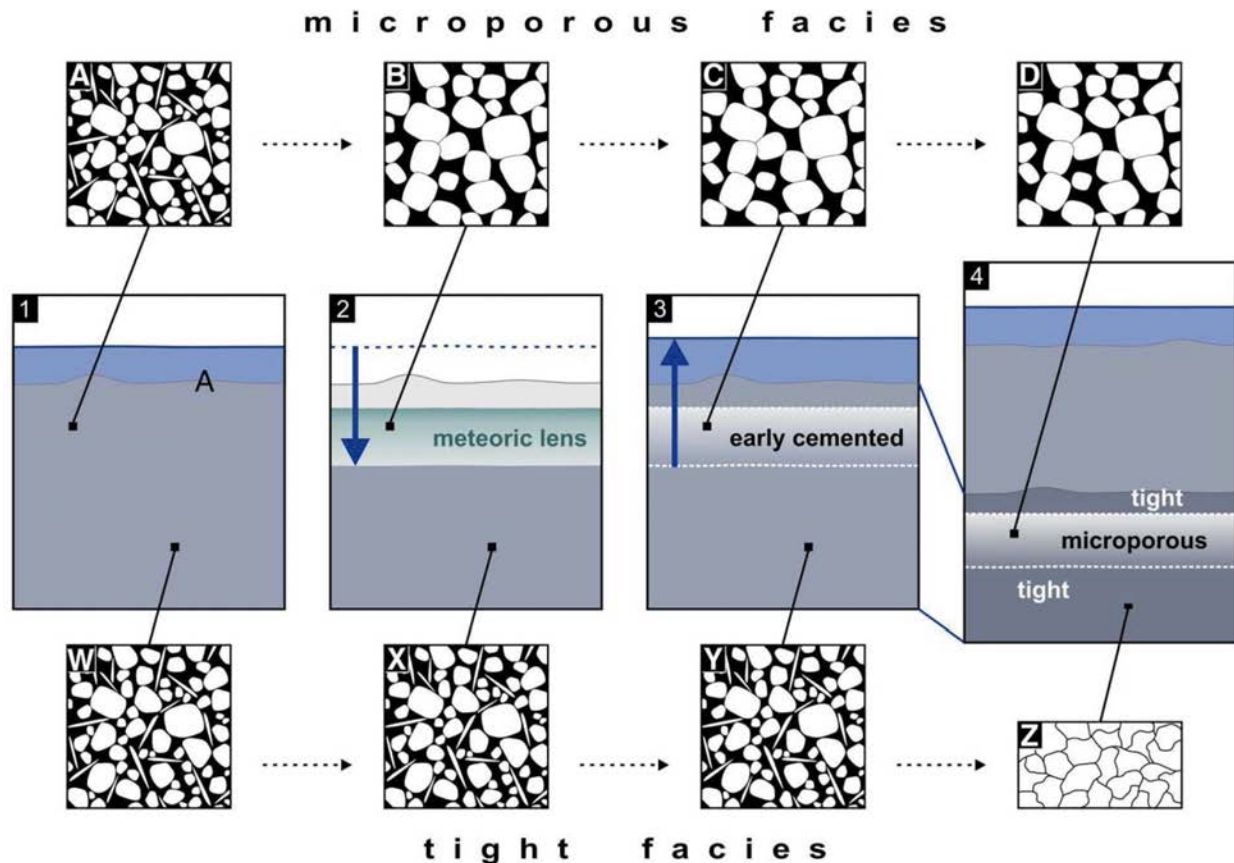 microporous facies
A
B
C
D
1
2
3
4
A
meteoric lens
early cemented
tight
microporous
tight
W
X
Y
Z
tight facies